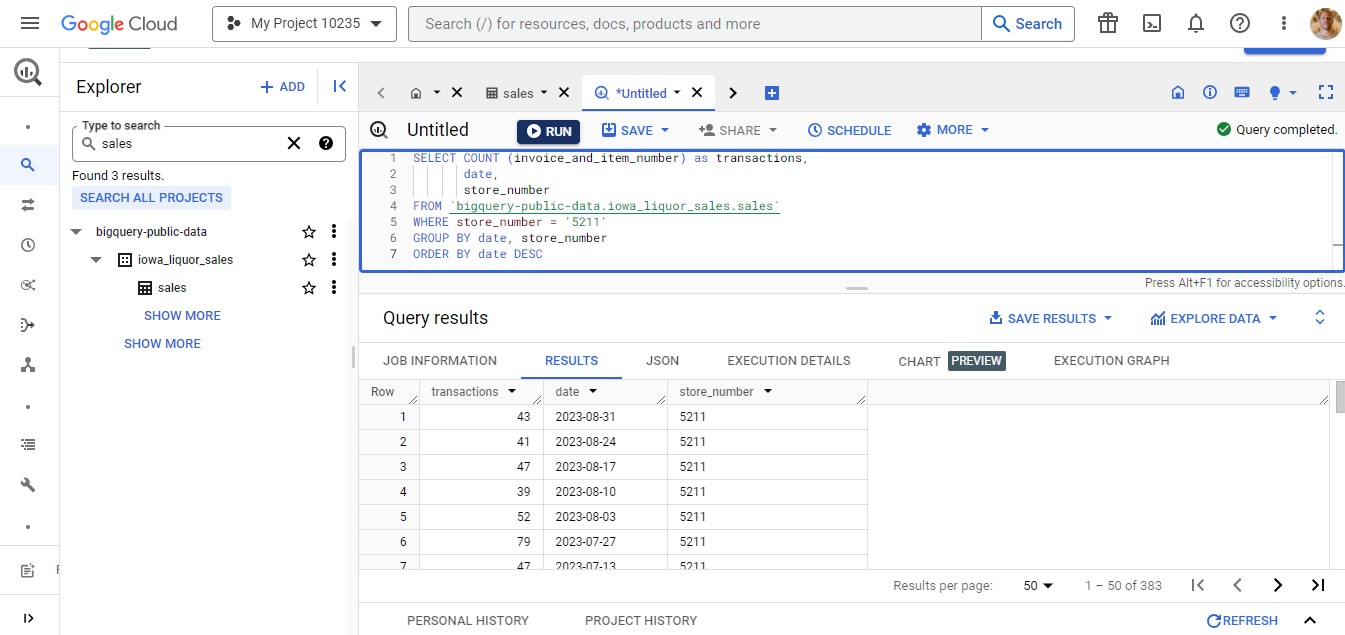 Google Cloud
My Project 10235
Search (/) for resources, docs, products and more
Search
Explorer
+ ADD
Type to search
sales
Found 3 results.
SEARCH ALL PROJECTS
bigquery-public-data
iowa_liquor_sales
sales
SHOW MORE
SHOW MORE
sales
*Untitled
Untitled
RUN
SAVE
SHARE
SCHEDULE
MORE
Query completed.
1 SELECT COUNT (invoice_and_item_number) as transactions,
2 date,
3 store_number
4 FROM `bigquery-public-data.iowa_liquor_sales.sales`
5 WHERE store_number = '5211'
6 GROUP BY date, store_number
7 ORDER BY date DESC
Press Alt+F1 for accessibility options.
Query results
SAVE RESULTS
EXPLORE DATA
JOB INFORMATION
RESULTS
JSON
EXECUTION DETAILS
CHART PREVIEW
EXECUTION GRAPH
Row transactions date store_number
1 43 2023-08-31 5211
2 41 2023-08-24 5211
3 47 2023-08-17 5211
4 39 2023-08-10 5211
5 52 2023-08-03 5211
6 79 2023-07-27 5211
7 47 2023-07-13 5211
Results per page: 50 1 – 50 of 383
PERSONAL HISTORY
PROJECT HISTORY
REFRESH